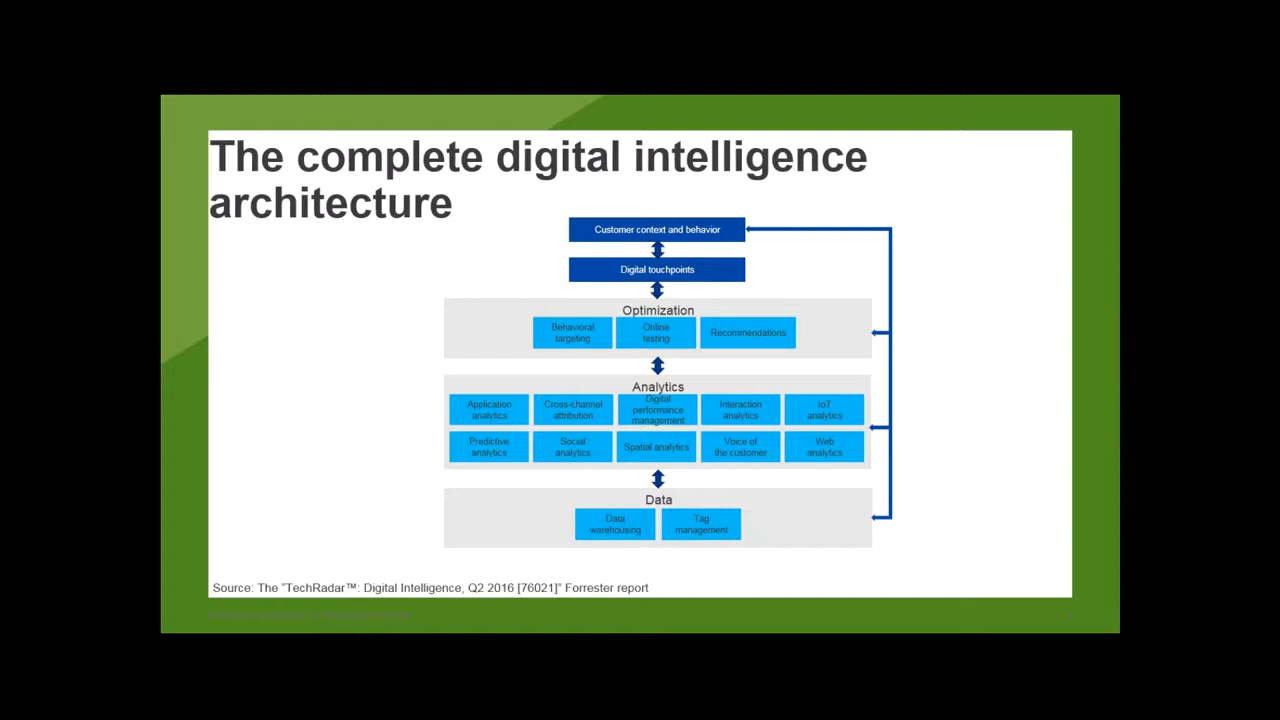 The complete digital intelligence
architecture
Customer context and behavior
Digital touchpoints
Optimization
Behavioral
targeting
Online
testing
Recommendations
Analytics
Application
analytics
Cross-channel
attribution
Digital
performance
management
Interaction
analytics
IoT
analytics
Predictive
analytics
Social
analytics
Spatial analytics
Voice of
the customer
Web
analytics
Data
Data
warehousing
Tag
management
Source: The “TechRadar™: Digital Intelligence, Q2 2016 [76021]” Forrester report